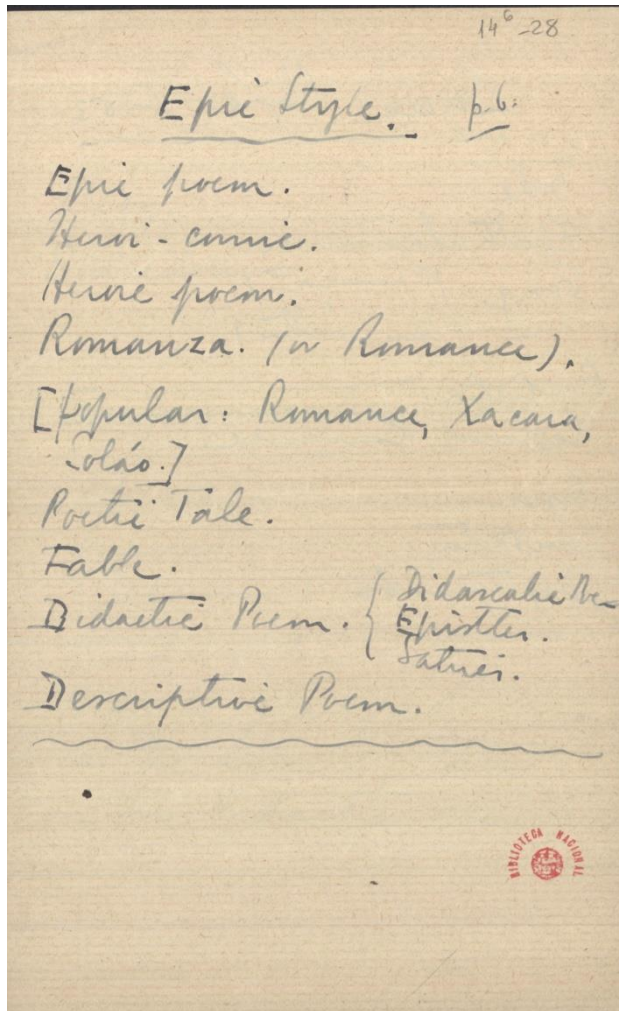 14⁶-28
Epic Style. p. 6:
Epic poem.
Heroi-comic.
Heroic poem.
Romanza. (or Romance).
[popular: Romance, Xacara,
Soláo.]
Poetic Tale.
Fable.
Didactic Poem. { Didascalic
Epistles.
Satires.
Descriptive Poem.
BIBLIOTECA NACIONAL